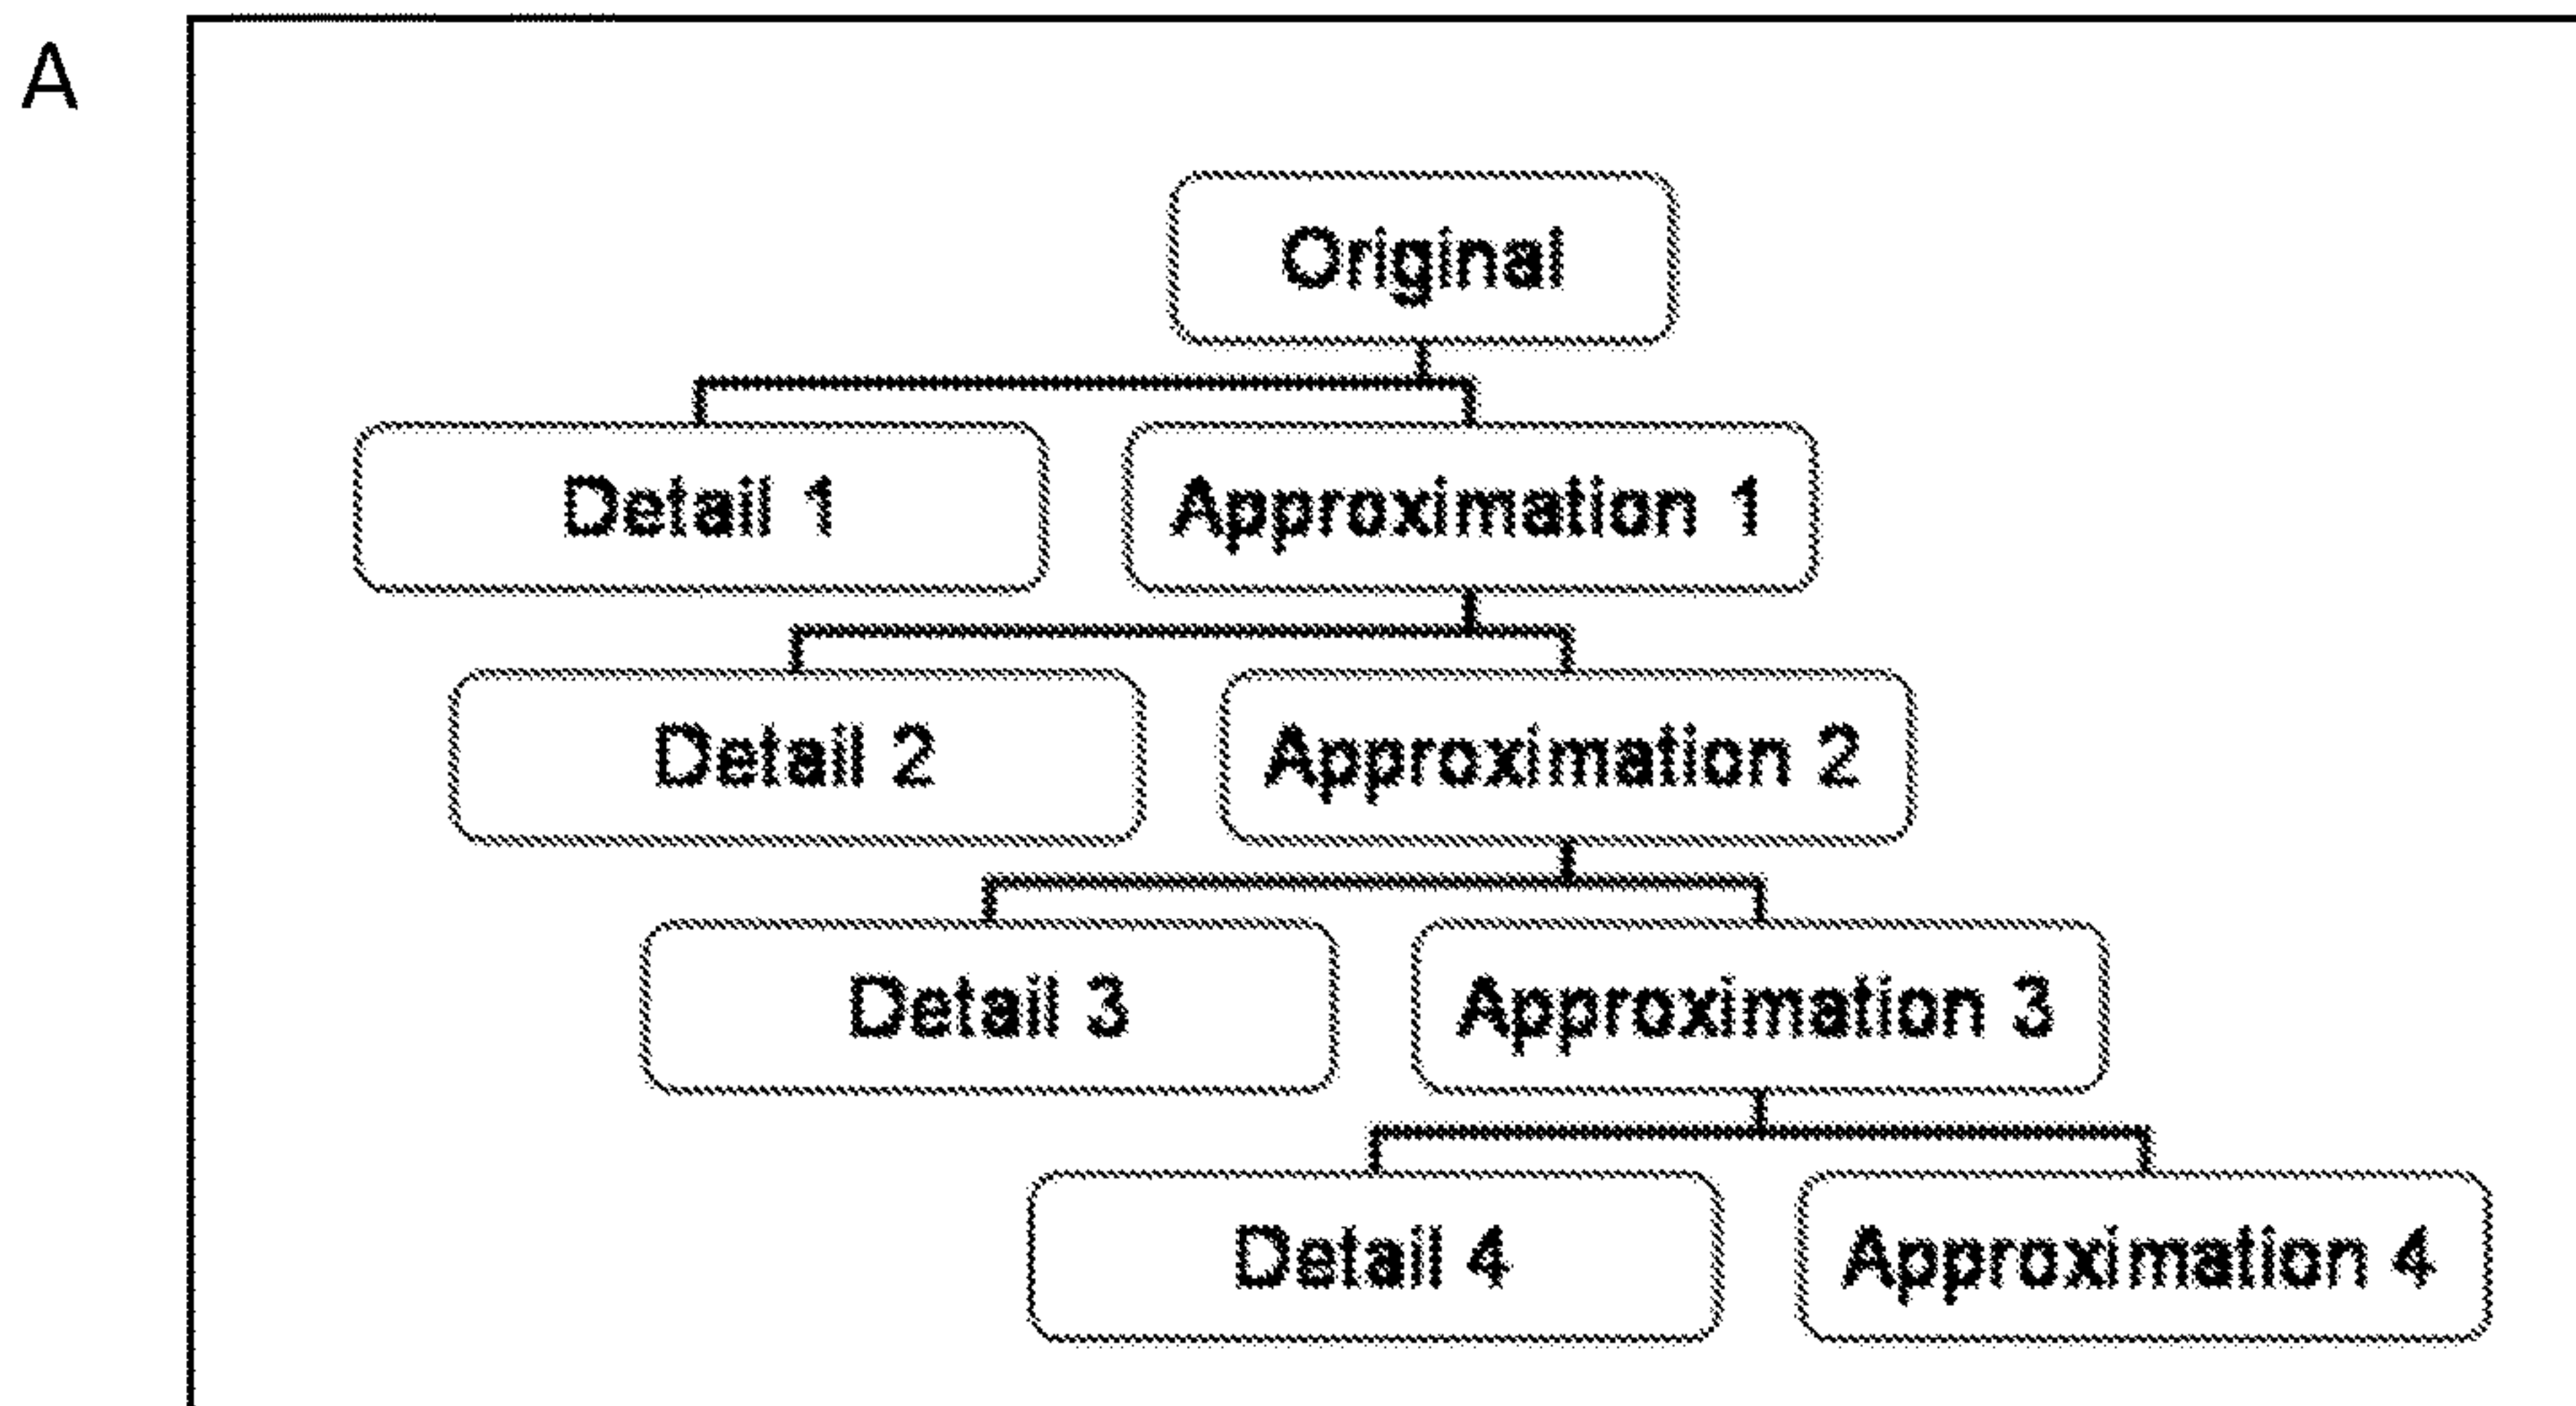 A
Original
Detail 1
Approximation 1
Detail 2
Approximation 2
Detail 3
Approximation 3
Detail 4
Approximation 4